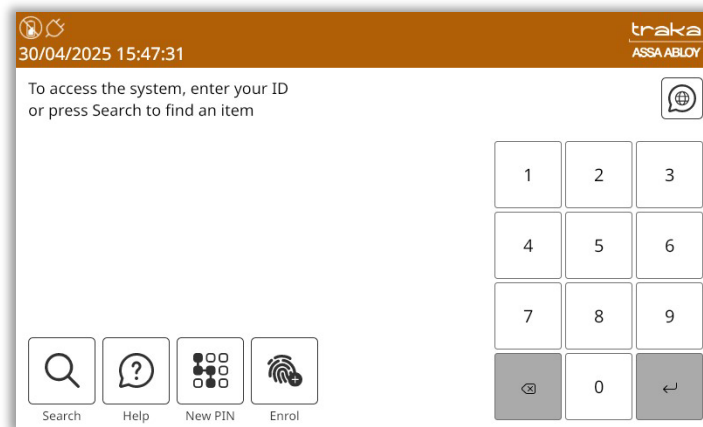 traka
30/04/2025 15:47:31
ASSA ABLOY
To access the system, enter your ID
or press Search to find an item
1 2 3
4 5 6
7 8 9
0
?
Search Help New PIN Enrol